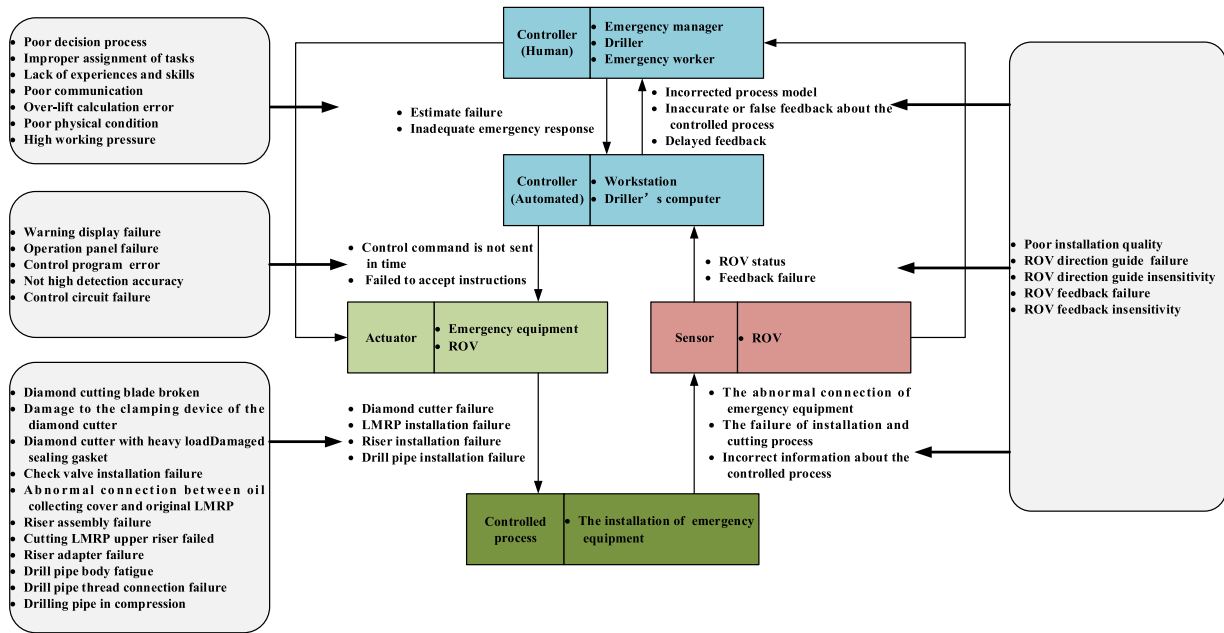 • Poor decision process
• Improper assignment of tasks
• Lack of experiences and skills
• Poor communication
• Over-lift calculation error
• Poor physical condition
• High working pressure
Controller
(Human)
• Emergency manager
• Driller
• Emergency worker
• Estimate failure
• Inadequate emergency response
• Incorrected process model
• Inaccurate or false feedback about the
controlled process
• Delayed feedback
Controller
(Automated)
• Workstation
• Driller’s computer
• Warning display failure
• Operation panel failure
• Control program error
• Not high detection accuracy
• Control circuit failure
• Control command is not sent
in time
• Failed to accept instructions
• ROV status
• Feedback failure
• Poor installation quality
• ROV direction guide failure
• ROV direction guide insensitivity
• ROV feedback failure
• ROV feedback insensitivity
Actuator
• Emergency equipment
• ROV
Sensor
• ROV
• Diamond cutting blade broken
• Damage to the clamping device of the
diamond cutter
• Diamond cutter with heavy loadDamaged
sealing gasket
• Check valve installation failure
• Abnormal connection between oil
collecting cover and original LMRP
• Riser assembly failure
• Cutting LMRP upper riser failed
• Riser adapter failure
• Drill pipe body fatigue
• Drill pipe thread connection failure
• Drilling pipe in compression
• Diamond cutter failure
• LMRP installation failure
• Riser installation failure
• Drill pipe installation failure
• The abnormal connection of
emergency equipment
• The failure of installation and
cutting process
• Incorrect information about the
controlled process
Controlled
process
• The installation of emergency
equipment